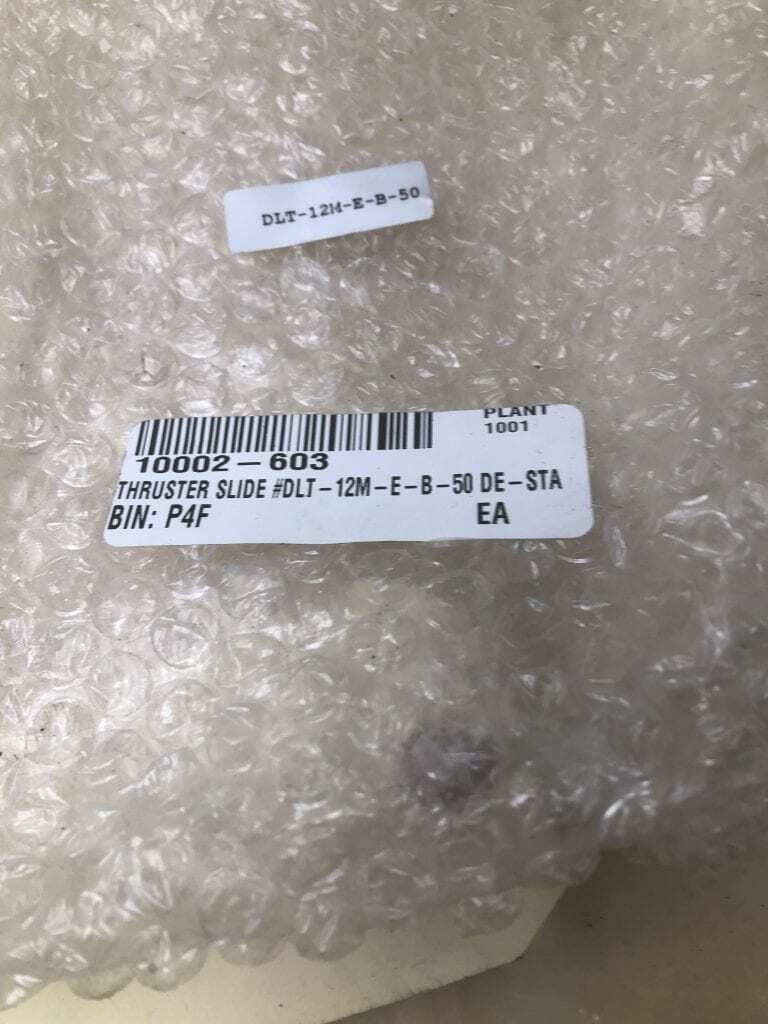 DLT-12M-E-B-50
PLANT
1001
10002-603
THRUSTER SLIDE #DLT-12M-E-B-50 DE-STA
BIN: P4F EA